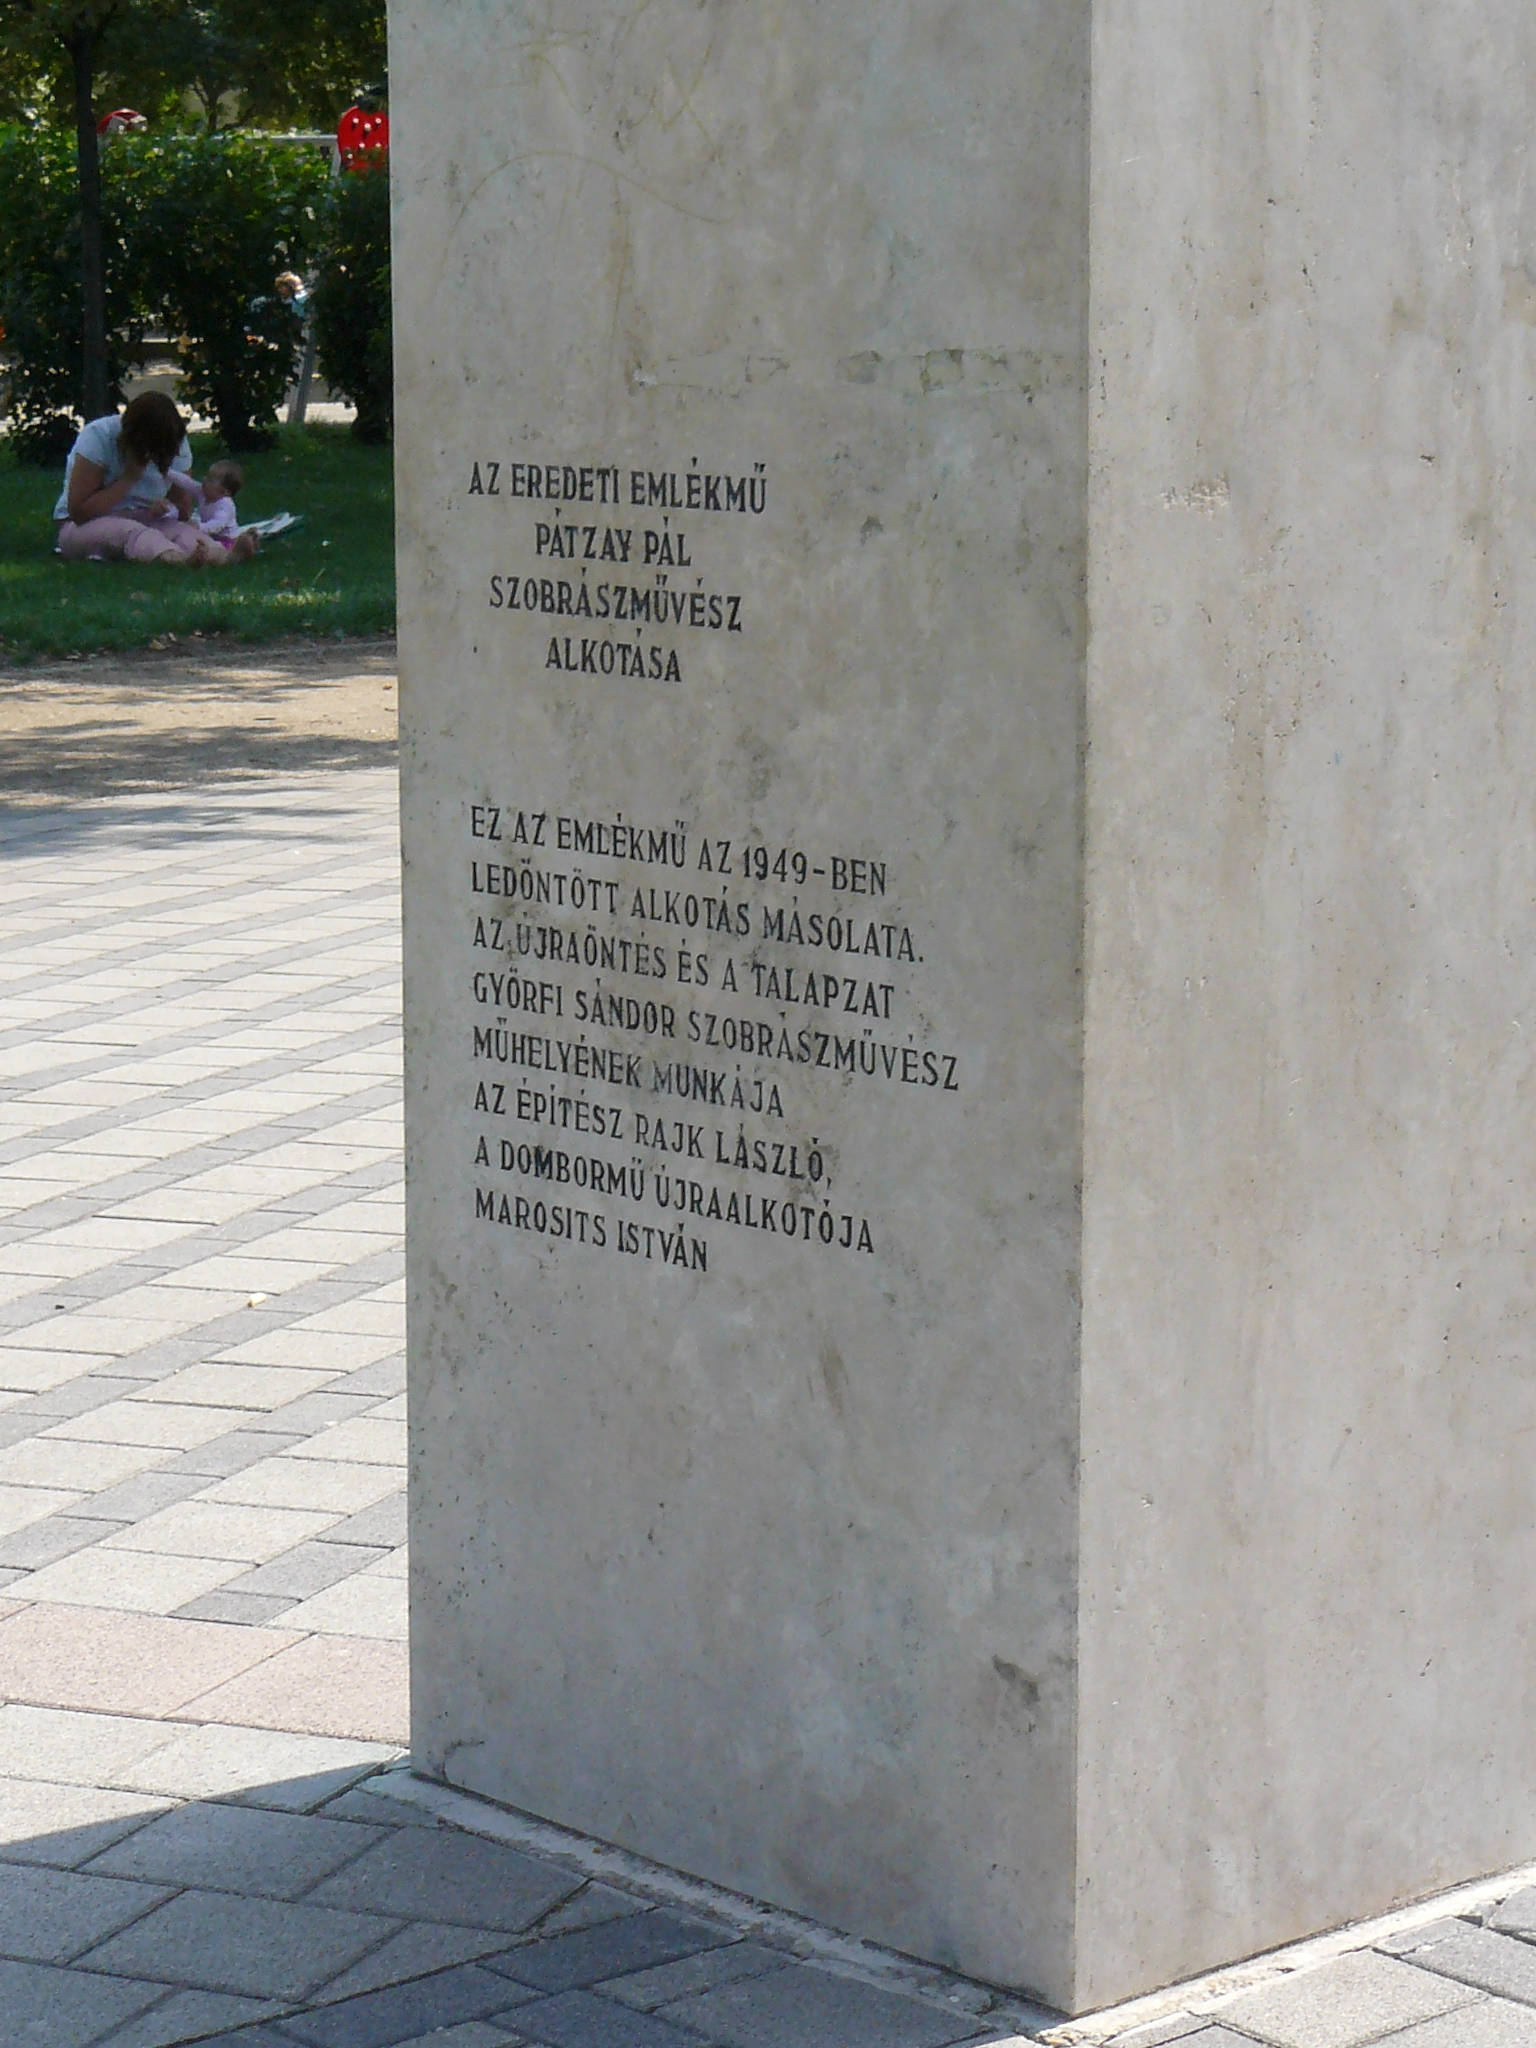 AZ EREDETI EMLÉKMŰ
PÁTZAY PÁL
SZOBRÁSZMŰVÉSZ
ALKOTÁSA
EZ AZ EMLÉKMŰ AZ 1949-BEN
LEDÖNTÖTT ALKOTÁS MÁSOLATA.
AZ ÚJRAÖNTÉS ÉS A TALAPZAT
GYÖRFI SÁNDOR SZOBRÁSZMŰVÉSZ
MŰHELYÉNEK MUNKÁJA
AZ ÉPÍTÉSZ RAJK LÁSZLÓ,
A DOMBORMŰ ÚJRAALKOTÓJA
MAROSITS ISTVÁN